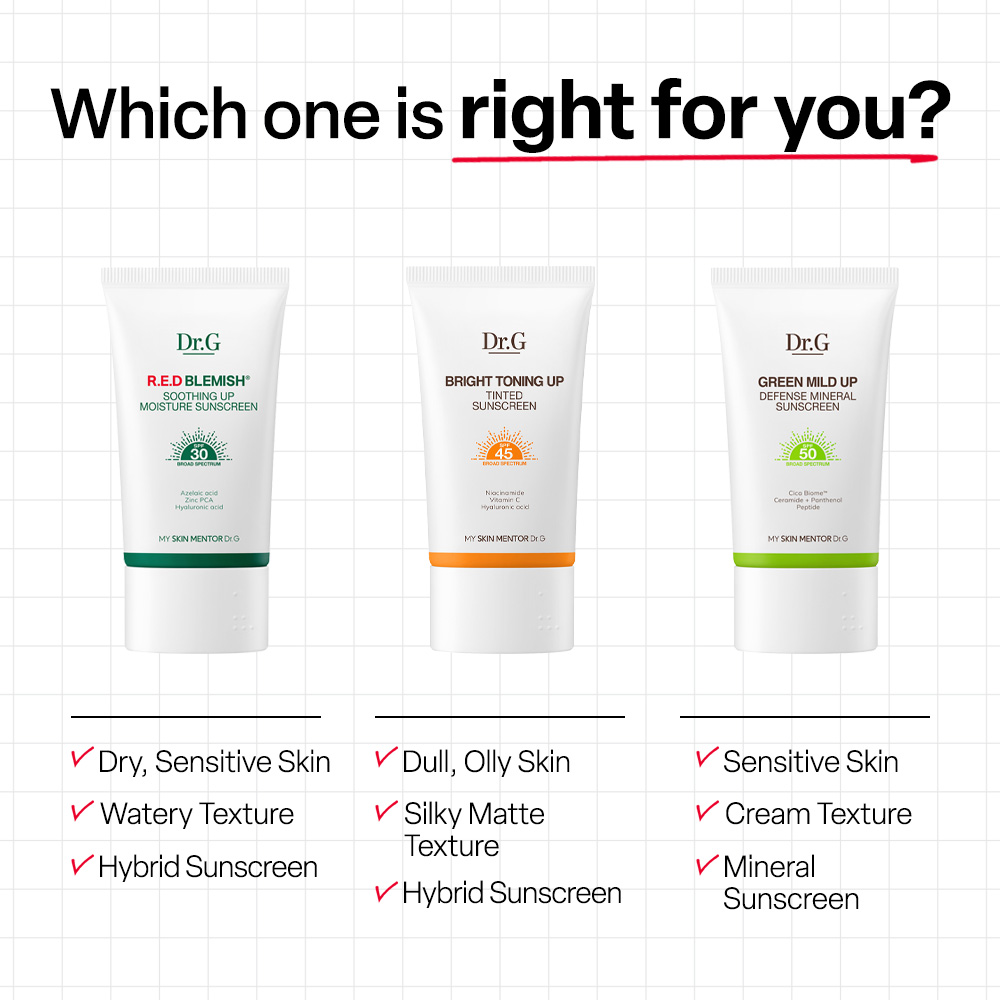 Which one is right for you?
Dr.G
R.E.D BLEMISH®
SOOTHING UP
MOISTURE SUNSCREEN
SPF
30
BROAD SPECTRUM
Azelaic acid
Zinc PCA
Hyaluronic acid
MY SKIN MENTOR Dr.G
Dr.G
BRIGHT TONING UP
TINTED
SUNSCREEN
SPF
45
BROAD SPECTRUM
Niacinamide
Vitamin C
Hyaluronic acid
MY SKIN MENTOR Dr.G
Dr.G
GREEN MILD UP
DEFENSE MINERAL
SUNSCREEN
SPF
50
BROAD SPECTRUM
Cica Biome™
Ceramide + Panthenol
Peptide
MY SKIN MENTOR Dr.G
Dry, Sensitive Skin
Watery Texture
Hybrid Sunscreen
Dull, Olly Skin
Silky Matte
Texture
Hybrid Sunscreen
Sensitive Skin
Cream Texture
Mineral
Sunscreen